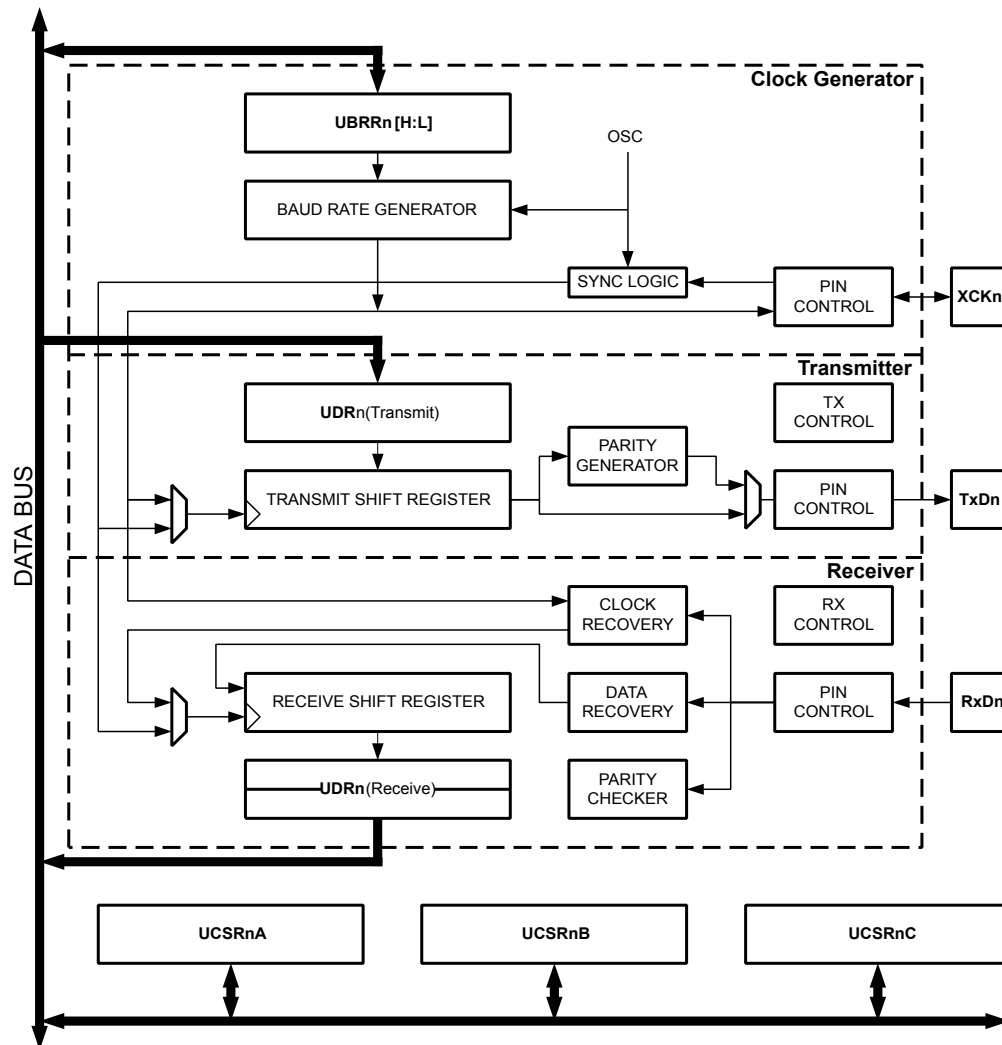 Clock Generator
UBRRn [H:L]
OSC
BAUD RATE GENERATOR
SYNC LOGIC
PIN
CONTROL
XCKn
Transmitter
UDRn(Transmit)
TX
CONTROL
PARITY
GENERATOR
TRANSMIT SHIFT REGISTER
PIN
CONTROL
TxDn
DATA BUS
Receiver
CLOCK
RECOVERY
RX
CONTROL
RECEIVE SHIFT REGISTER
DATA
RECOVERY
PIN
CONTROL
RxDn
UDRn (Receive)
PARITY
CHECKER
UCSRnA
UCSRnB
UCSRnC